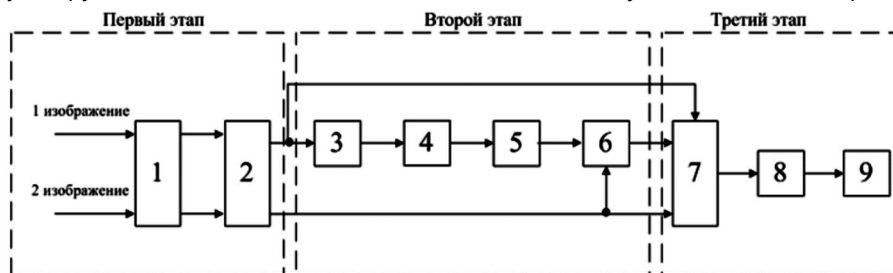 Первый этап Второй этап Третий этап
1 изображение
2 изображение
1 2 3 4 5 6 7 8 9